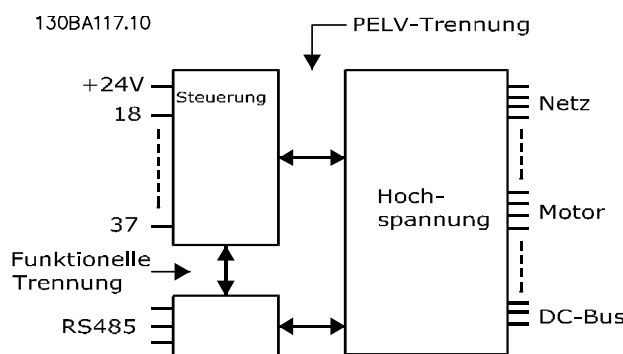 130BA117.10
PELV-Trennung
+24V
Steuerung
18
Netz
37
Hoch-
spannung
Motor
Funktionelle
Trennung
RS485
DC-Bus